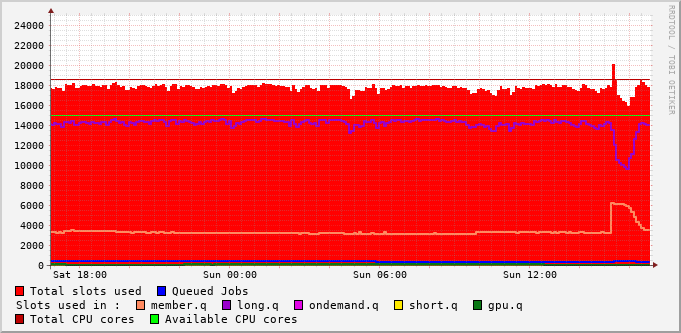 RRDTOOL / TOBI OETIKER
24000
22000
20000
18000
16000
14000
12000
10000
8000
6000
4000
2000
0
Sat 18:00 Sun 00:00 Sun 06:00 Sun 12:00
Total slots used Queued Jobs
Slots used in : member.q long.q ondemand.q short.q gpu.q
Total CPU cores Available CPU cores